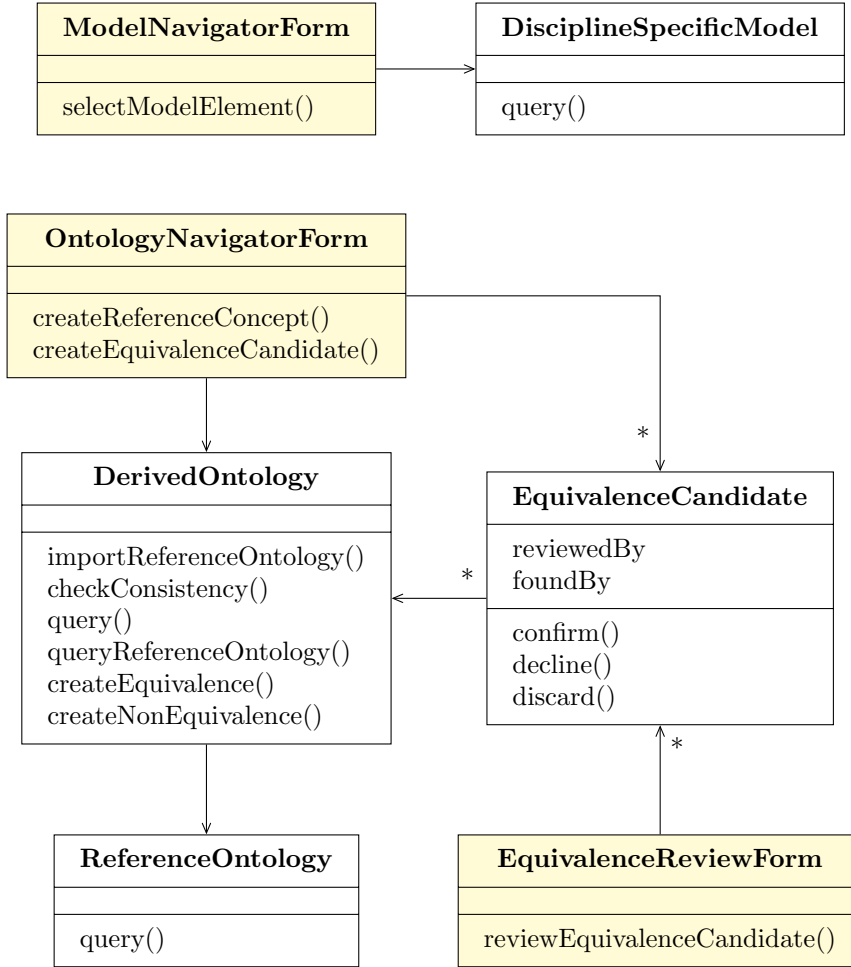 ModelNavigatorForm
selectModelElement()
DisciplineSpecificModel
query()
OntologyNavigatorForm
createReferenceConcept()
createEquivalenceCandidate()
*
DerivedOntology
importReferenceOntology()
checkConsistency()
query()
queryReferenceOntology()
createEquivalence()
createNonEquivalence()
*
EquivalenceCandidate
reviewedBy
foundBy
confirm()
decline()
discard()
*
ReferenceOntology
query()
EquivalenceReviewForm
reviewEquivalenceCandidate()